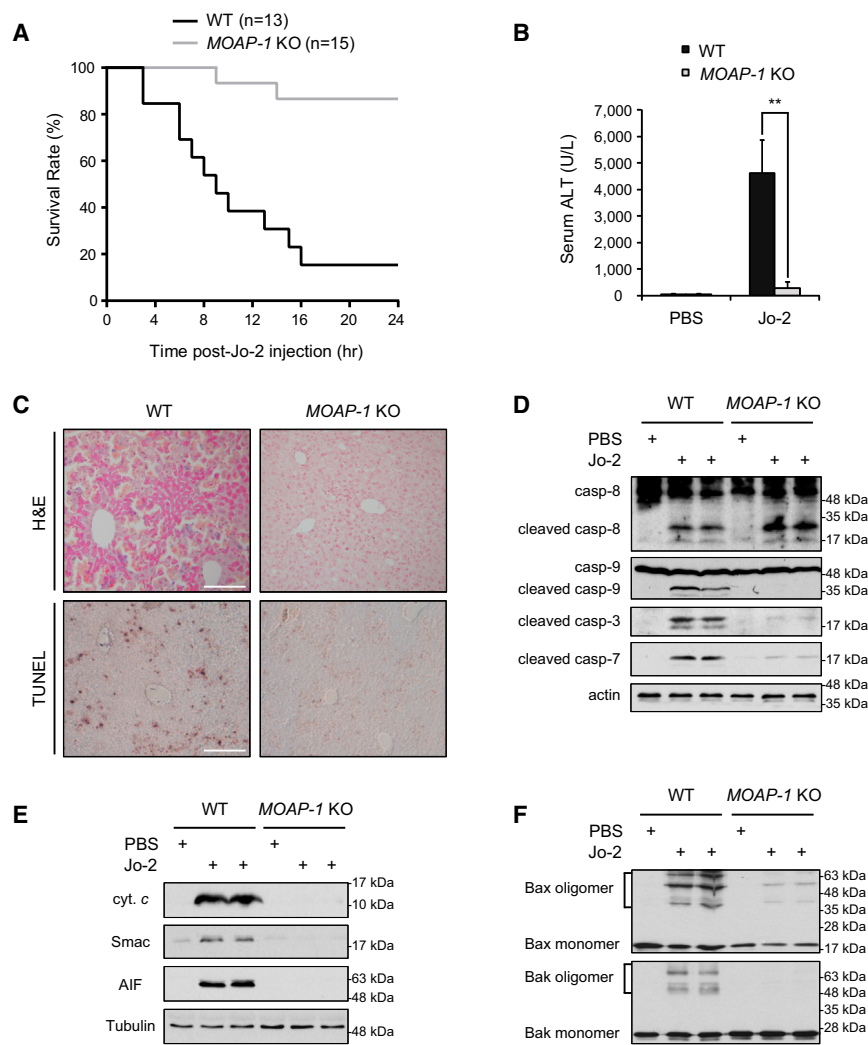 A
WT (n=13)
MOAP-1 KO (n=15)
Survival Rate (%)
100
80
60
40
20
0
0 4 8 12 16 20 24
Time post-Jo-2 injection (hr)
B
WT
MOAP-1 KO
**
Serum ALT (U/L)
7,000
6,000
5,000
4,000
3,000
2,000
1,000
0
PBS Jo-2
C
WT MOAP-1 KO
H&E
TUNEL
D
WT MOAP-1 KO
PBS + +
Jo-2 + + + +
casp-8
48 kDa
35 kDa
cleaved casp-8
17 kDa
casp-9
48 kDa
cleaved casp-9
35 kDa
cleaved casp-3
17 kDa
cleaved casp-7
17 kDa
48 kDa
actin
35 kDa
E
WT MOAP-1 KO
PBS + +
Jo-2 + + + +
17 kDa
cyt. c
10 kDa
Smac
17 kDa
AIF
63 kDa
48 kDa
Tubulin
48 kDa
F
WT MOAP-1 KO
PBS + +
Jo-2 + + + +
63 kDa
Bax oligomer
48 kDa
35 kDa
28 kDa
Bax monomer
17 kDa
Bak oligomer
63 kDa
48 kDa
35 kDa
Bak monomer
28 kDa